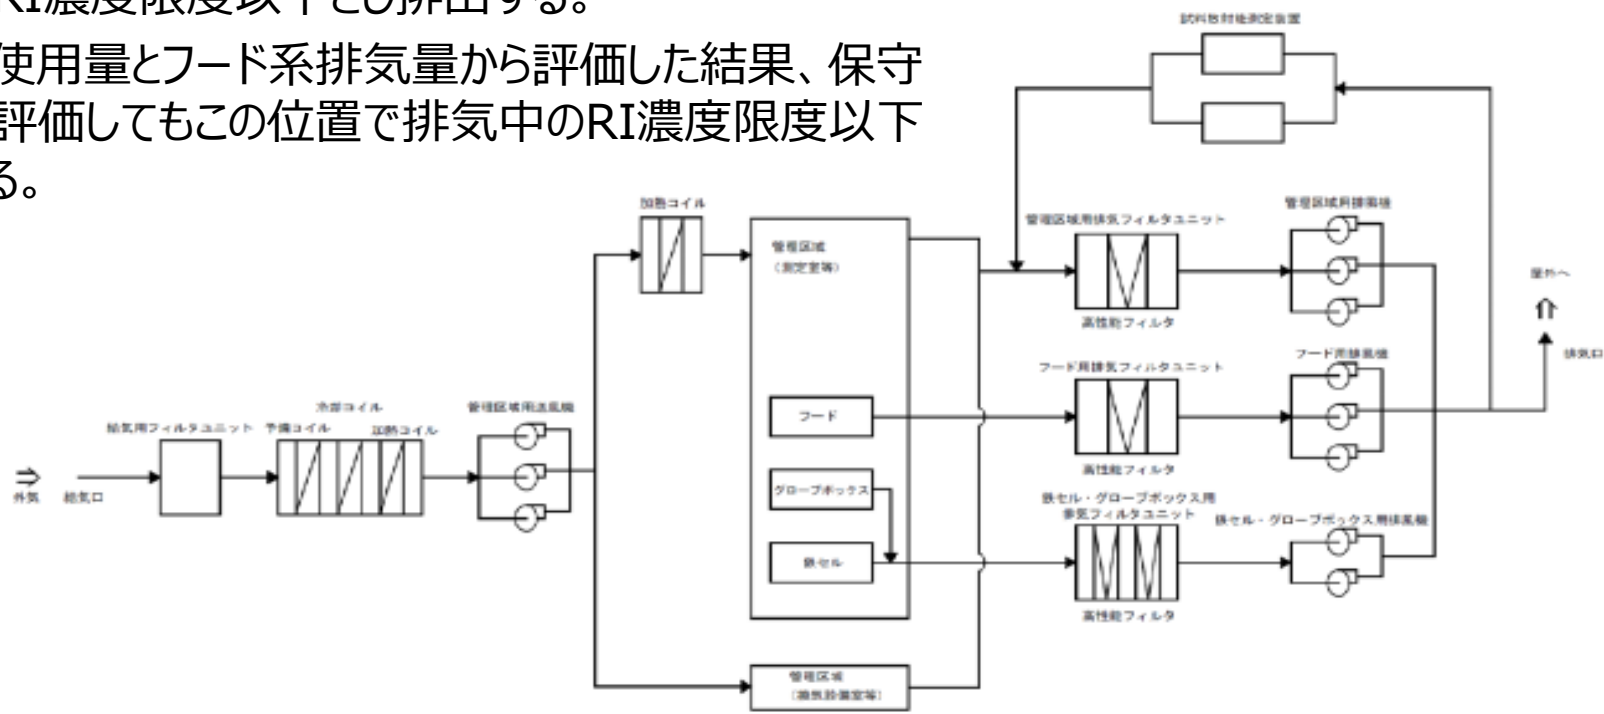 RI濃度限度以下とし排出する。
使用量とフード系排気量から評価した結果、保守
評価してもこの位置で排気中のRI濃度限度以下
る。
試料放射能測定装置
加熱コイル
管理区域用排気フィルタユニット
管理区域用排風機
管理区域
(測定室等)
屋外へ
高性能フィルタ
フード用排気フィルタユニット
フード用排風機
排気口
冷却コイル
管理区域用送風機
給気用フィルタユニット
予備コイル
加熱コイル
フード
高性能フィルタ
外気
給気口
グローブボックス
鉄セル・グローブボックス用
排気フィルタユニット
鉄セル・グローブボックス用排風機
鉄セル
高性能フィルタ
管理区域
(換気設備室等)